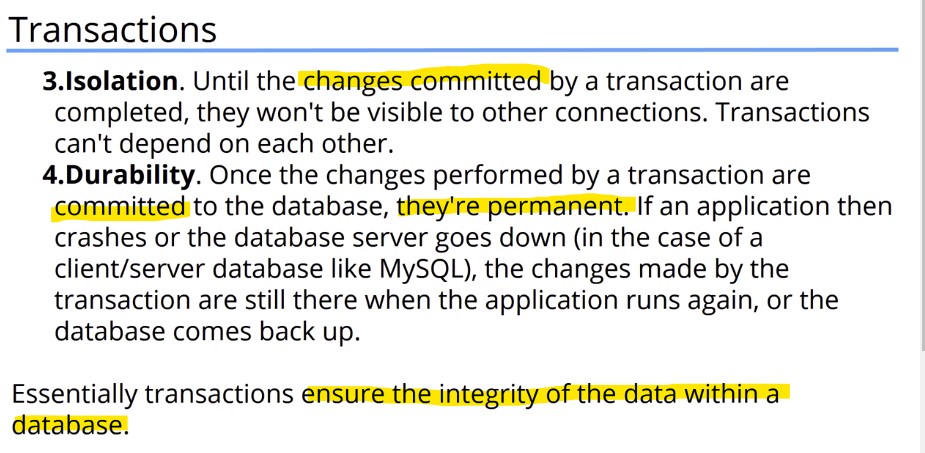 Transactions
3.Isolation. Until the changes committed by a transaction are
completed, they won't be visible to other connections. Transactions
can't depend on each other.
4.Durability. Once the changes performed by a transaction are
committed to the database, they're permanent. If an application then
crashes or the database server goes down (in the case of a
client/server database like MySQL), the changes made by the
transaction are still there when the application runs again, or the
database comes back up.
Essentially transactions ensure the integrity of the data within a
database.